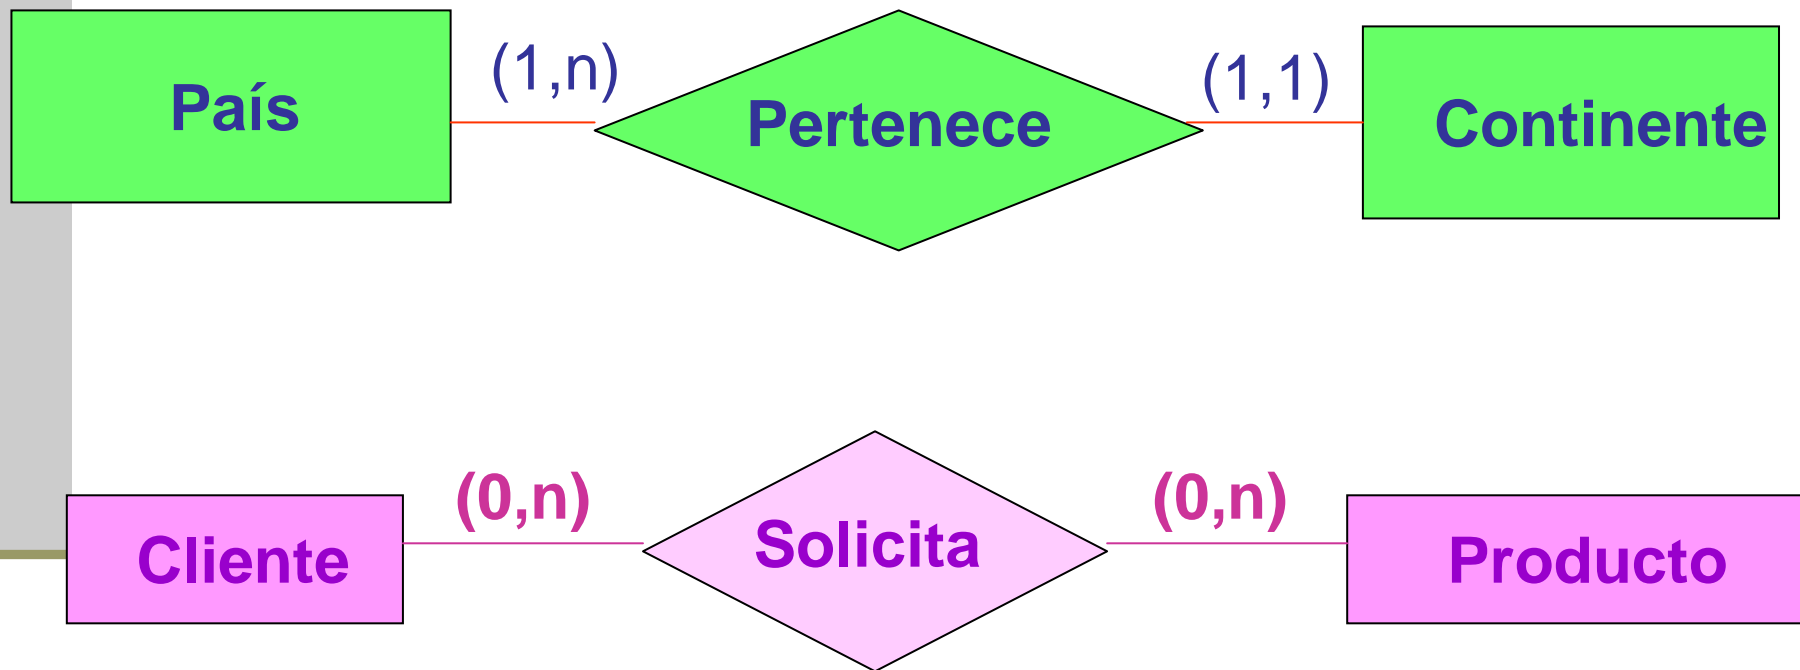 País
(1,n)
Pertenece
(1,1)
Continente
Cliente
(0,n)
Solicita
(0,n)
Producto